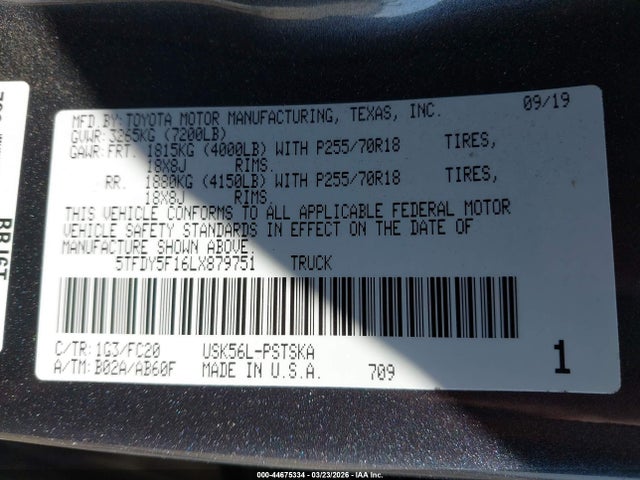 MFD.BY:TOYOTA MOTOR MANUFACTURING, TEXAS, INC. 09/19
GVWR:3265KG (7200LB)
GAWR:FRT. 1815KG (4000LB) WITH P255/70R18 TIRES,
18X8J RIMS.
RR. 1880KG (4150LB) WITH P255/70R18 TIRES,
18X8J RIMS.
THIS VEHICLE CONFORMS TO ALL APPLICABLE FEDERAL MOTOR
VEHICLE SAFETY STANDARDS IN EFFECT ON THE DATE OF
MANUFACTURE SHOWN ABOVE.
5TFDY5F16LX879751 TRUCK
C/TR:1G3/FC20 USK56L-PSTSKA
A/TM:B02A/AB60F MADE IN U.S.A. 709 1
000-44675334 - 03/23/2026 - IAA Inc.